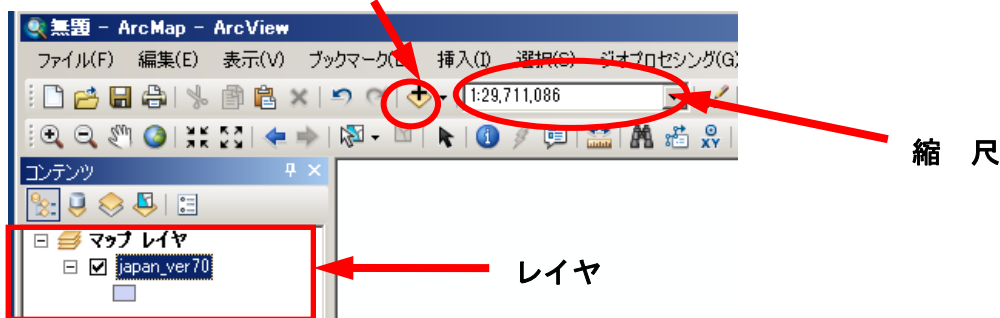 無題 - ArcMap - ArcView
ファイル(F) 編集(E) 表示(V) ブックマーク(B) 挿入(I) 選択(S) ジオプロセシング(G)
1:29,711,086
縮 尺
コンテンツ
マップ レイヤ
japan_ver70
レイヤ